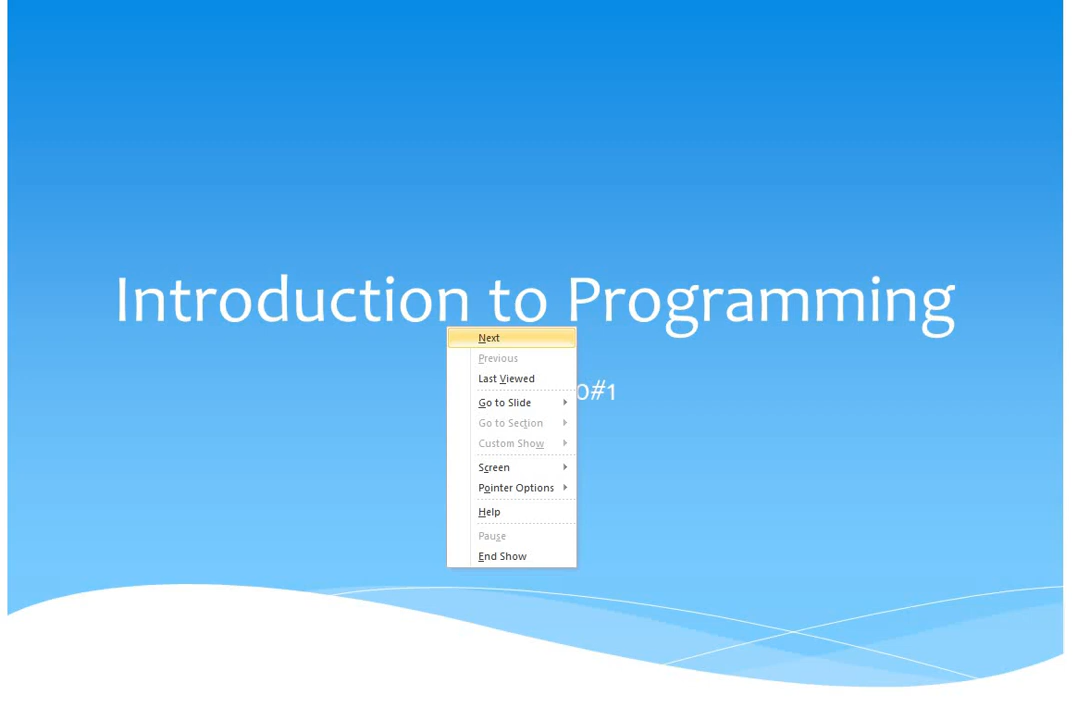 Introduction to Programming
0#1
Next
Previous
Last Viewed
Go to Slide
Go to Section
Custom Show
Screen
Pointer Options
Help
Pause
End Show